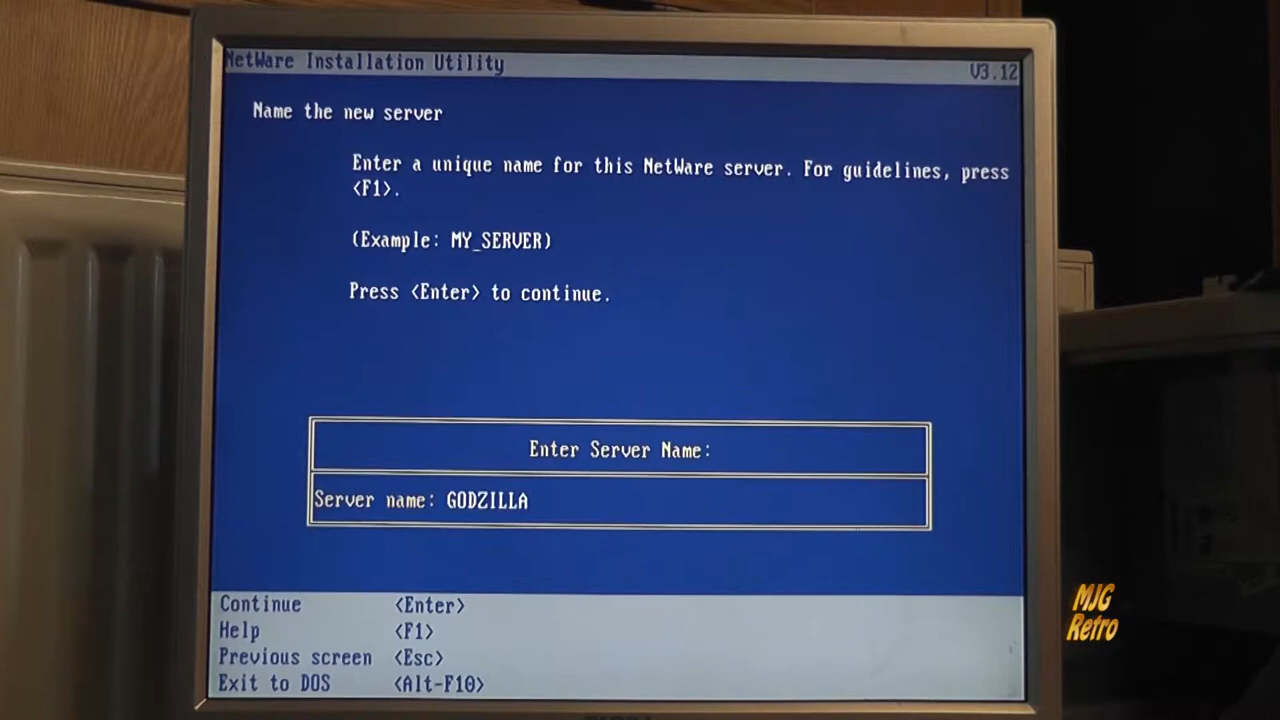 NetWare Installation Utility
V3.12
Name the new server
Enter a unique name for this NetWare server. For guidelines, press
<F1>.
(Example: MY_SERVER)
Press <Enter> to continue.
Enter Server Name:
Server name: GODZILLA
Continue <Enter>
Help <F1>
Previous screen <Esc>
Exit to DOS <Alt-F10>
MJG
Retro